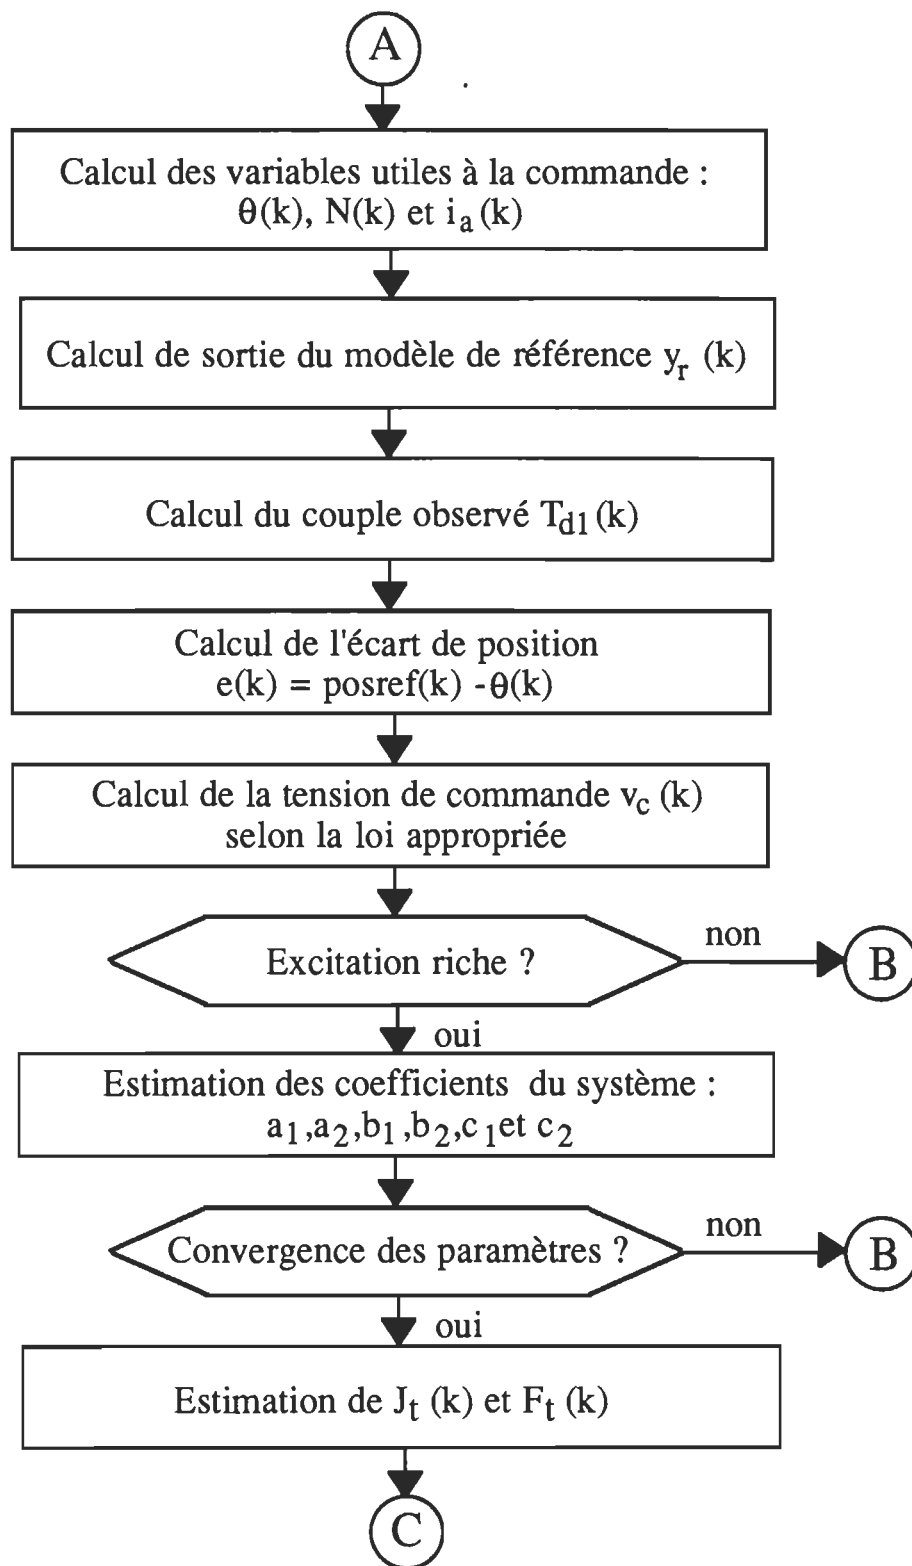 A
Calcul des variables utiles à la commande :
θ(k), N(k) et i_a (k)
Calcul de sortie du modèle de référence y_r (k)
Calcul du couple observé T_d1 (k)
Calcul de l'écart de position
e(k) = posref(k) -θ(k)
Calcul de la tension de commande v_c (k)
selon la loi appropriée
Excitation riche ?
non
B
oui
Estimation des coefficients du système :
a_1,a_2,b_1,b_2,c_1 et c_2
Convergence des paramètres ?
non
B
oui
Estimation de J_t (k) et F_t (k)
C